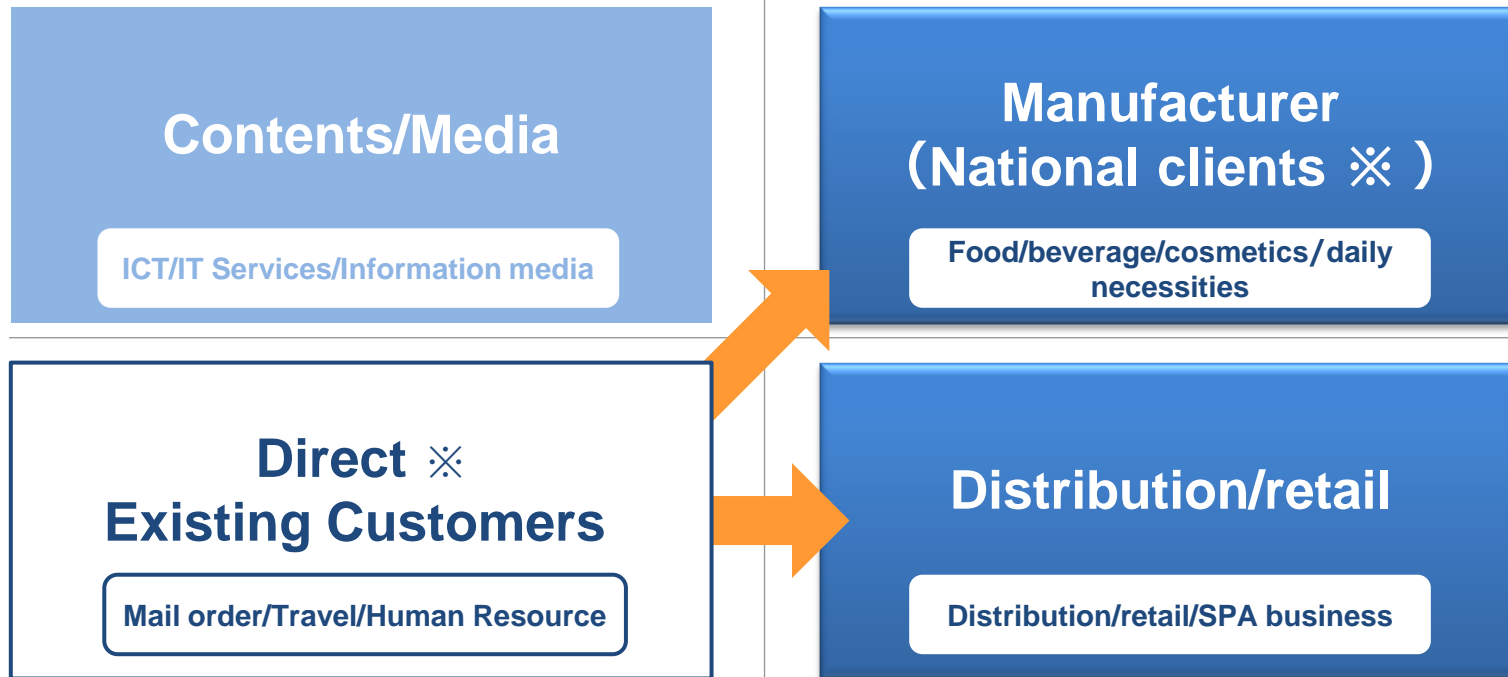 Contents/Media
ICT/IT Services/Information media
Manufacturer
（National clients ※ ）
Food/beverage/cosmetics/daily
necessities
Direct ※
Existing Customers
Mail order/Travel/Human Resource
Distribution/retail
Distribution/retail/SPA business